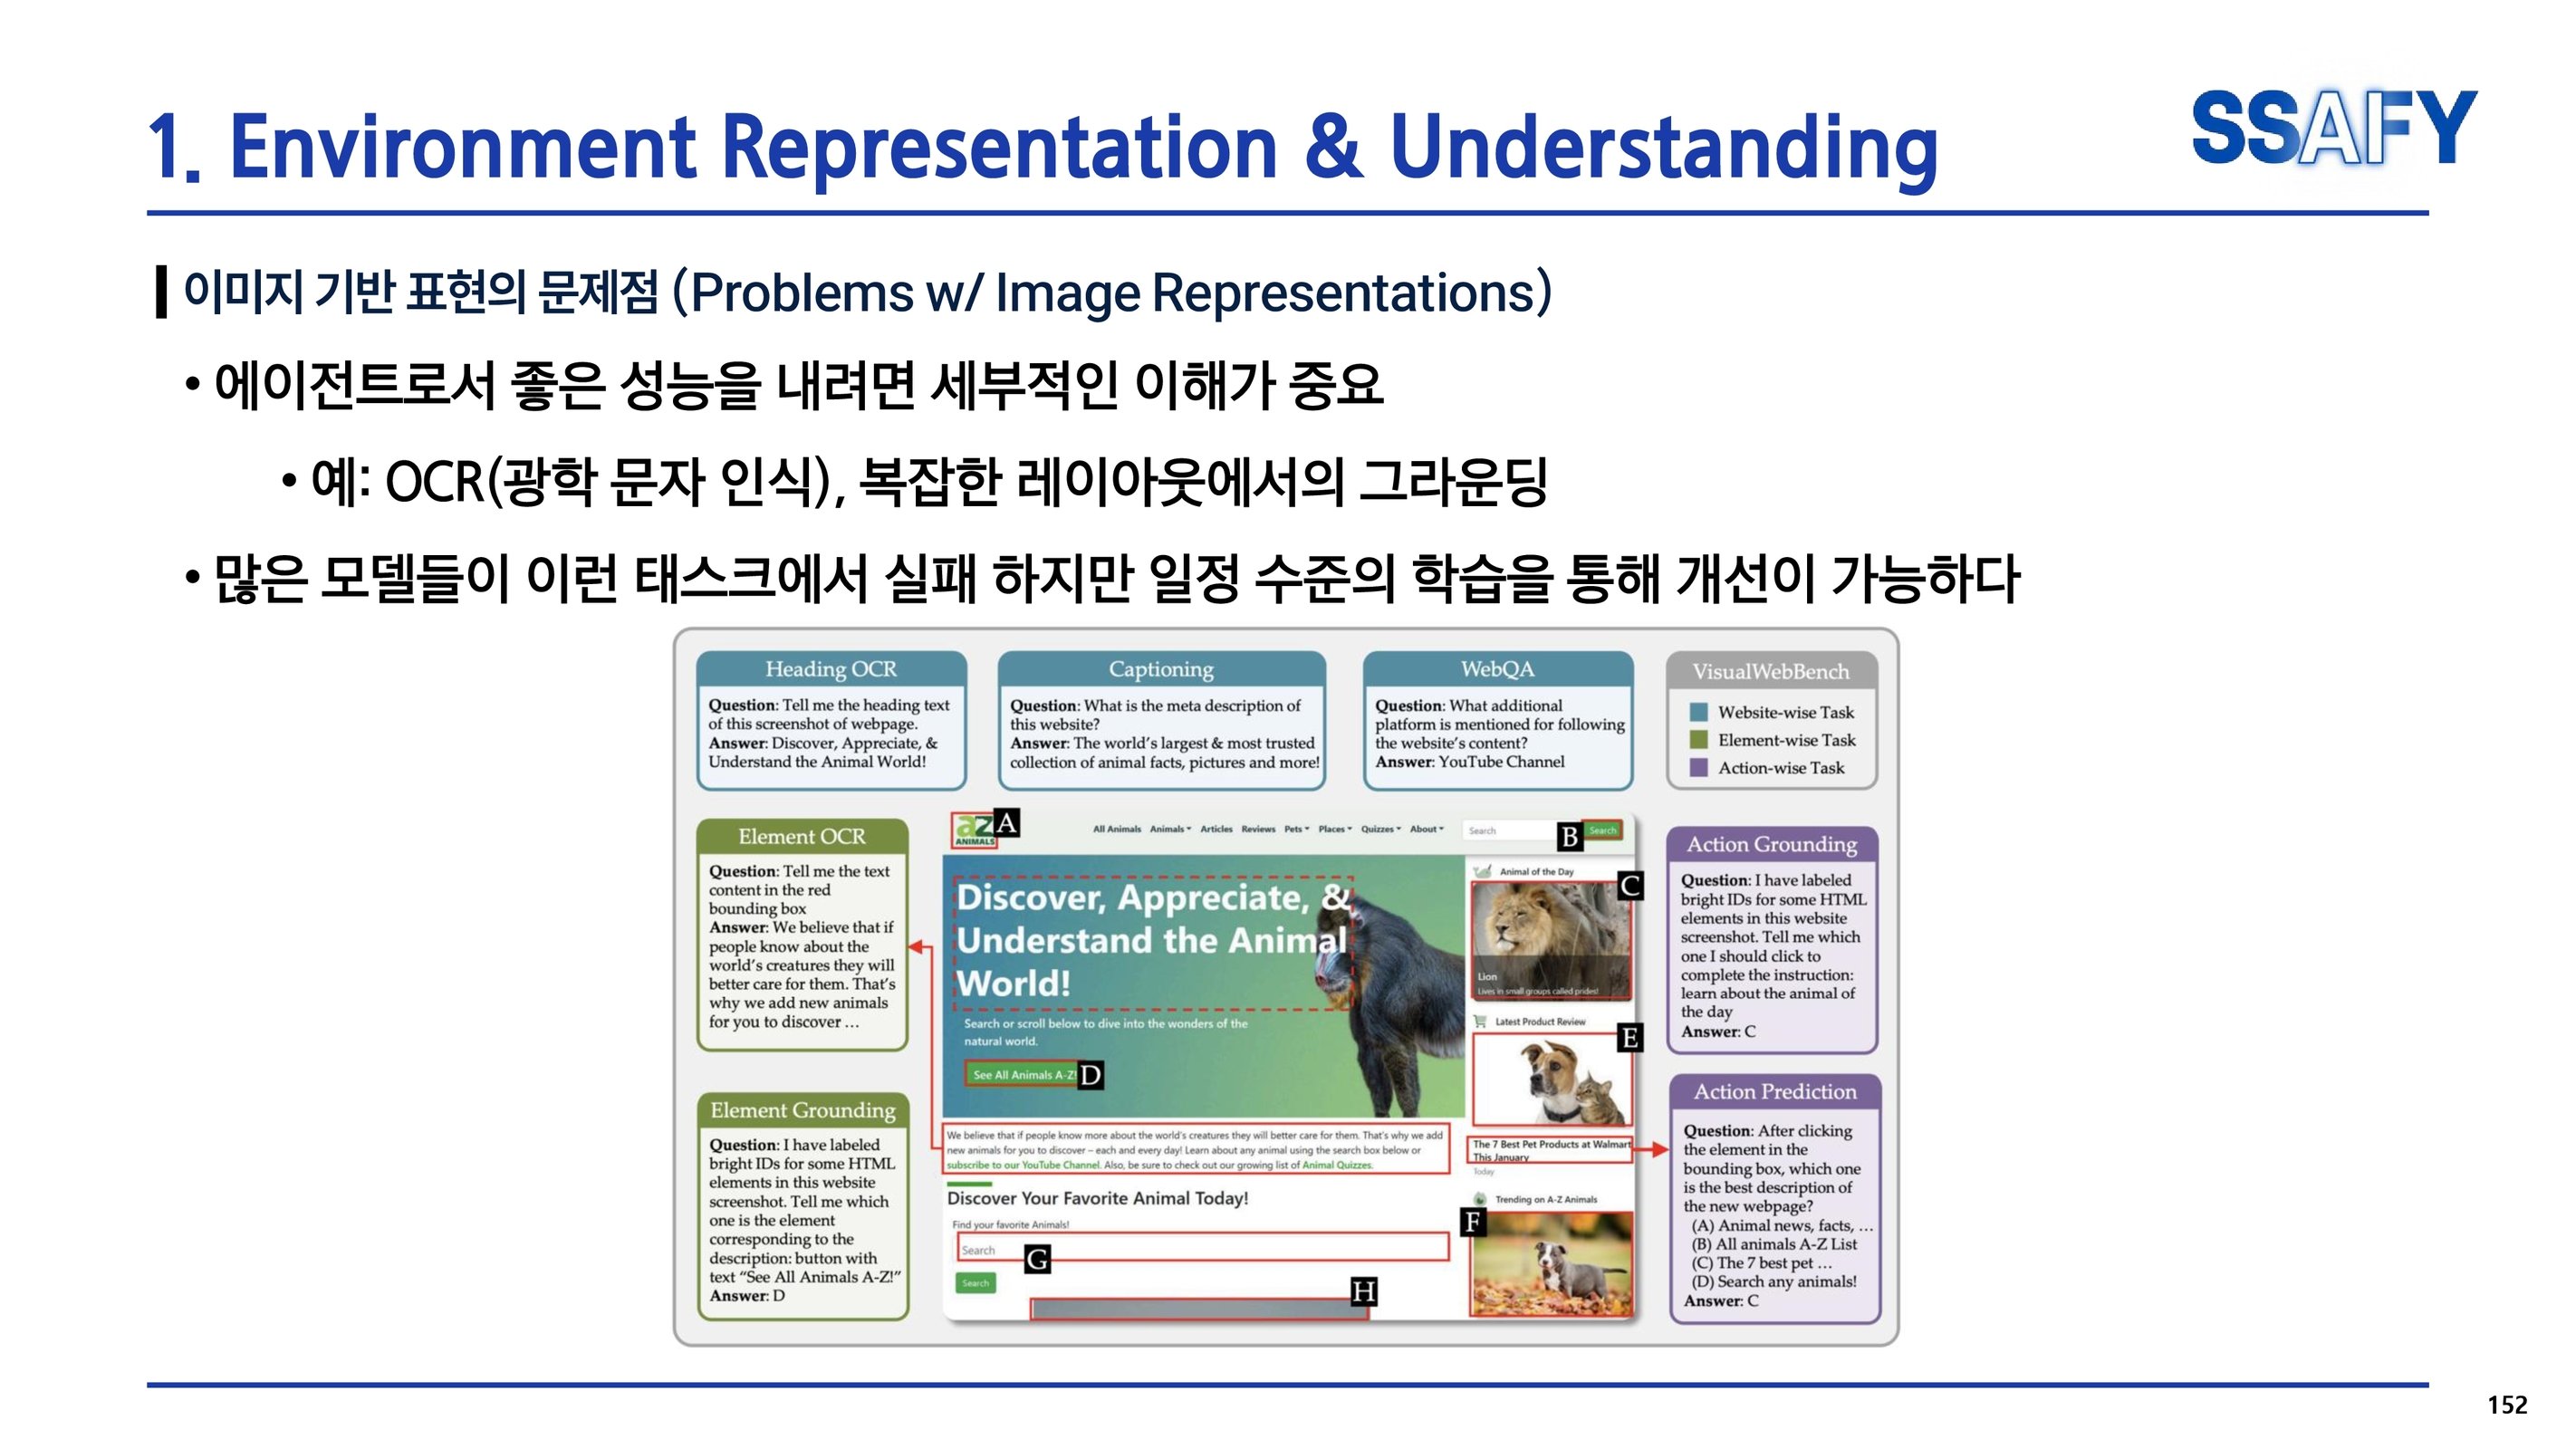 1. Environment Representation & Understanding
SSAFY
이미지 기반 표현의 문제점 (Problems w/ Image Representations)
• 에이전트로서 좋은 성능을 내려면 세부적인 이해가 중요
• 예: OCR(광학 문자 인식), 복잡한 레이아웃에서의 그라운딩
• 많은 모델들이 이런 태스크에서 실패 하지만 일정 수준의 학습을 통해 개선이 가능하다
Heading OCR
Question: Tell me the heading text
of this screenshot of webpage.
Answer: Discover, Appreciate, &
Understand the Animal World!
Captioning
Question: What is the meta description of
this website?
Answer: The world's largest & most trusted
collection of animal facts, pictures and more!
WebQA
Question: What additional
platform is mentioned for following
the website's content?
Answer: YouTube Channel
VisualWebBench
Website-wise Task
Element-wise Task
Action-wise Task
Element OCR
Question: Tell me the text
content in the red
bounding box
Answer: We believe that if
people know about the
world's creatures they will
better care for them. That's
why we add new animals
for you to discover ...
Element Grounding
Question: I have labeled
bright IDs for some HTML
elements in this website
screenshot. Tell me which
one is the element
corresponding to the
description: button with
text “See All Animals A-Z!”
Answer: D
az A
ANIMALS
All Animals Animals Articles Reviews Pets Places Quizzes About
Search B Search
Discover, Appreciate, &
Understand the Animal
World!
Search or scroll below to dive into the wonders of the
natural world.
See All Animals A-Z! D
Animal of the Day
C
Lion
Lives in small groups called prides!
Latest Product Review
E
The 7 Best Pet Products at Walmart
This January
Today
Trending on A-Z Animals
F
We believe that if people know more about the world's creatures they will better care for them. That's why we add
new animals for you to discover – each and every day! Learn about any animal using the search box below or
subscribe to our YouTube Channel. Also, be sure to check out our growing list of Animal Quizzes.
Discover Your Favorite Animal Today!
Find your favorite Animals!
Search G
Search
H
Action Grounding
Question: I have labeled
bright IDs for some HTML
elements in this website
screenshot. Tell me which
one I should click to
complete the instruction:
learn about the animal of
the day
Answer: C
Action Prediction
Question: After clicking
the element in the
bounding box, which one
is the best description of
the new webpage?
(A) Animal news, facts, ...
(B) All animals A-Z List
(C) The 7 best pet ...
(D) Search any animals!
Answer: C
152